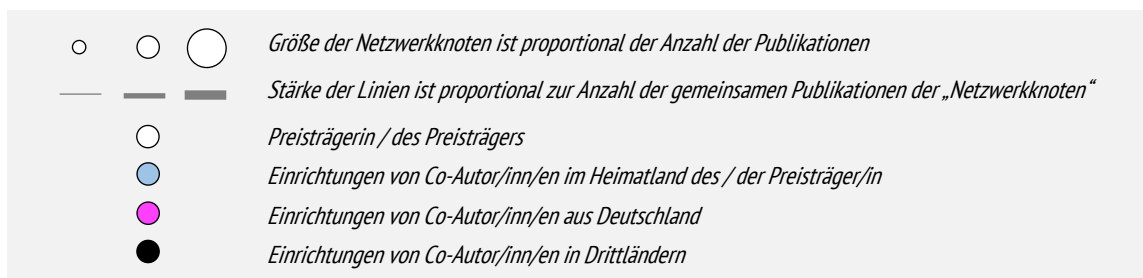 Größe der Netzwerkknoten ist proportional der Anzahl der Publikationen
Stärke der Linien ist proportional zur Anzahl der gemeinsamen Publikationen der „Netzwerkknoten“
Preisträgerin / des Preisträgers
Einrichtungen von Co-Autor/inn/en im Heimatland des / der Preisträger/in
Einrichtungen von Co-Autor/inn/en aus Deutschland
Einrichtungen von Co-Autor/inn/en in Drittländern